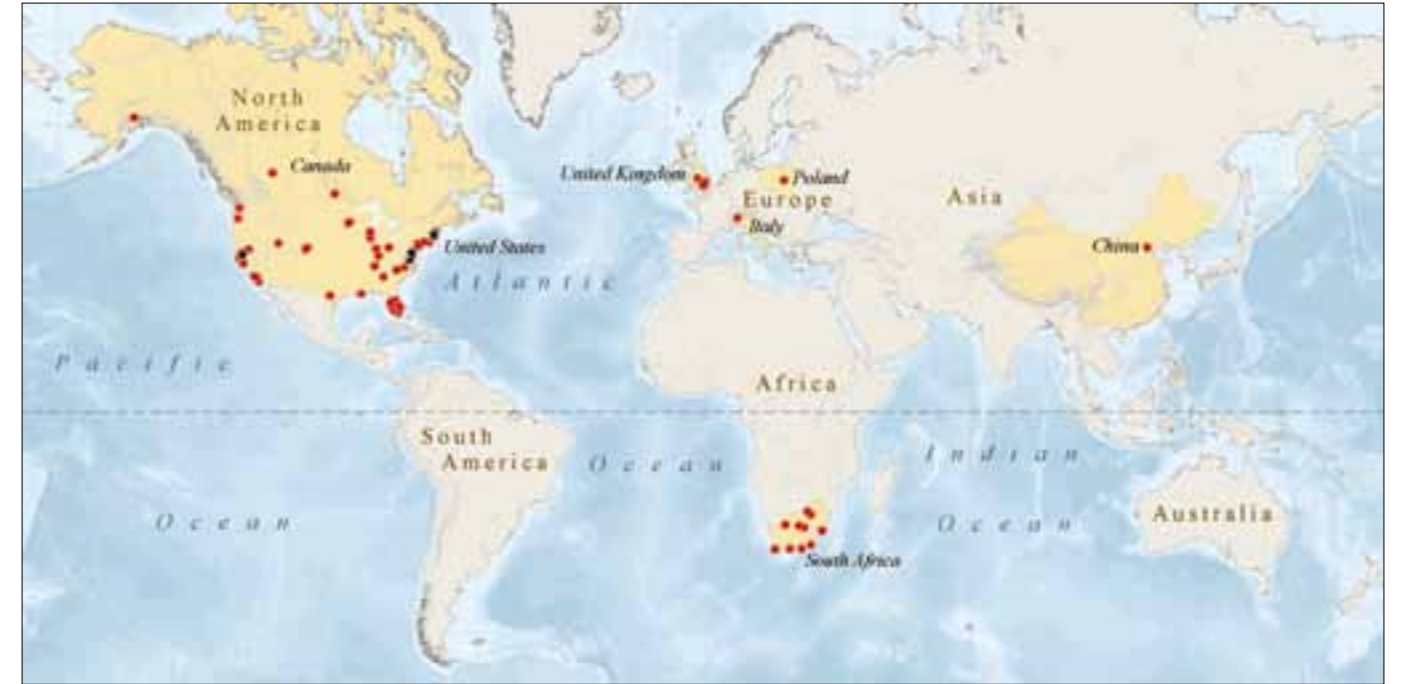 North
America
Canada
United Kingdom
Poland
Europe
Italy
Asia
China
United States
Atlantic
Pacific
Africa
South
America
Ocean
Indian
Ocean
Ocean
Australia
South Africa